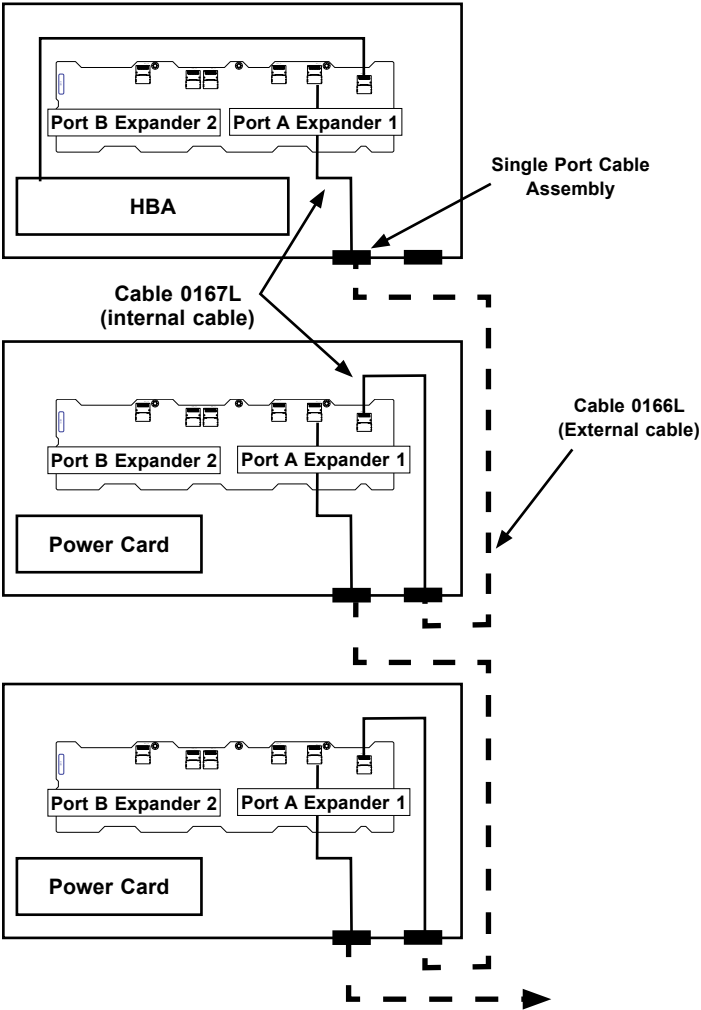 Port B Expander 2
Port A Expander 1
HBA
Single Port Cable
Assembly
Cable 0167L
(internal cable)
Port B Expander 2
Port A Expander 1
Power Card
Cable 0166L
(External cable)
Port B Expander 2
Port A Expander 1
Power Card